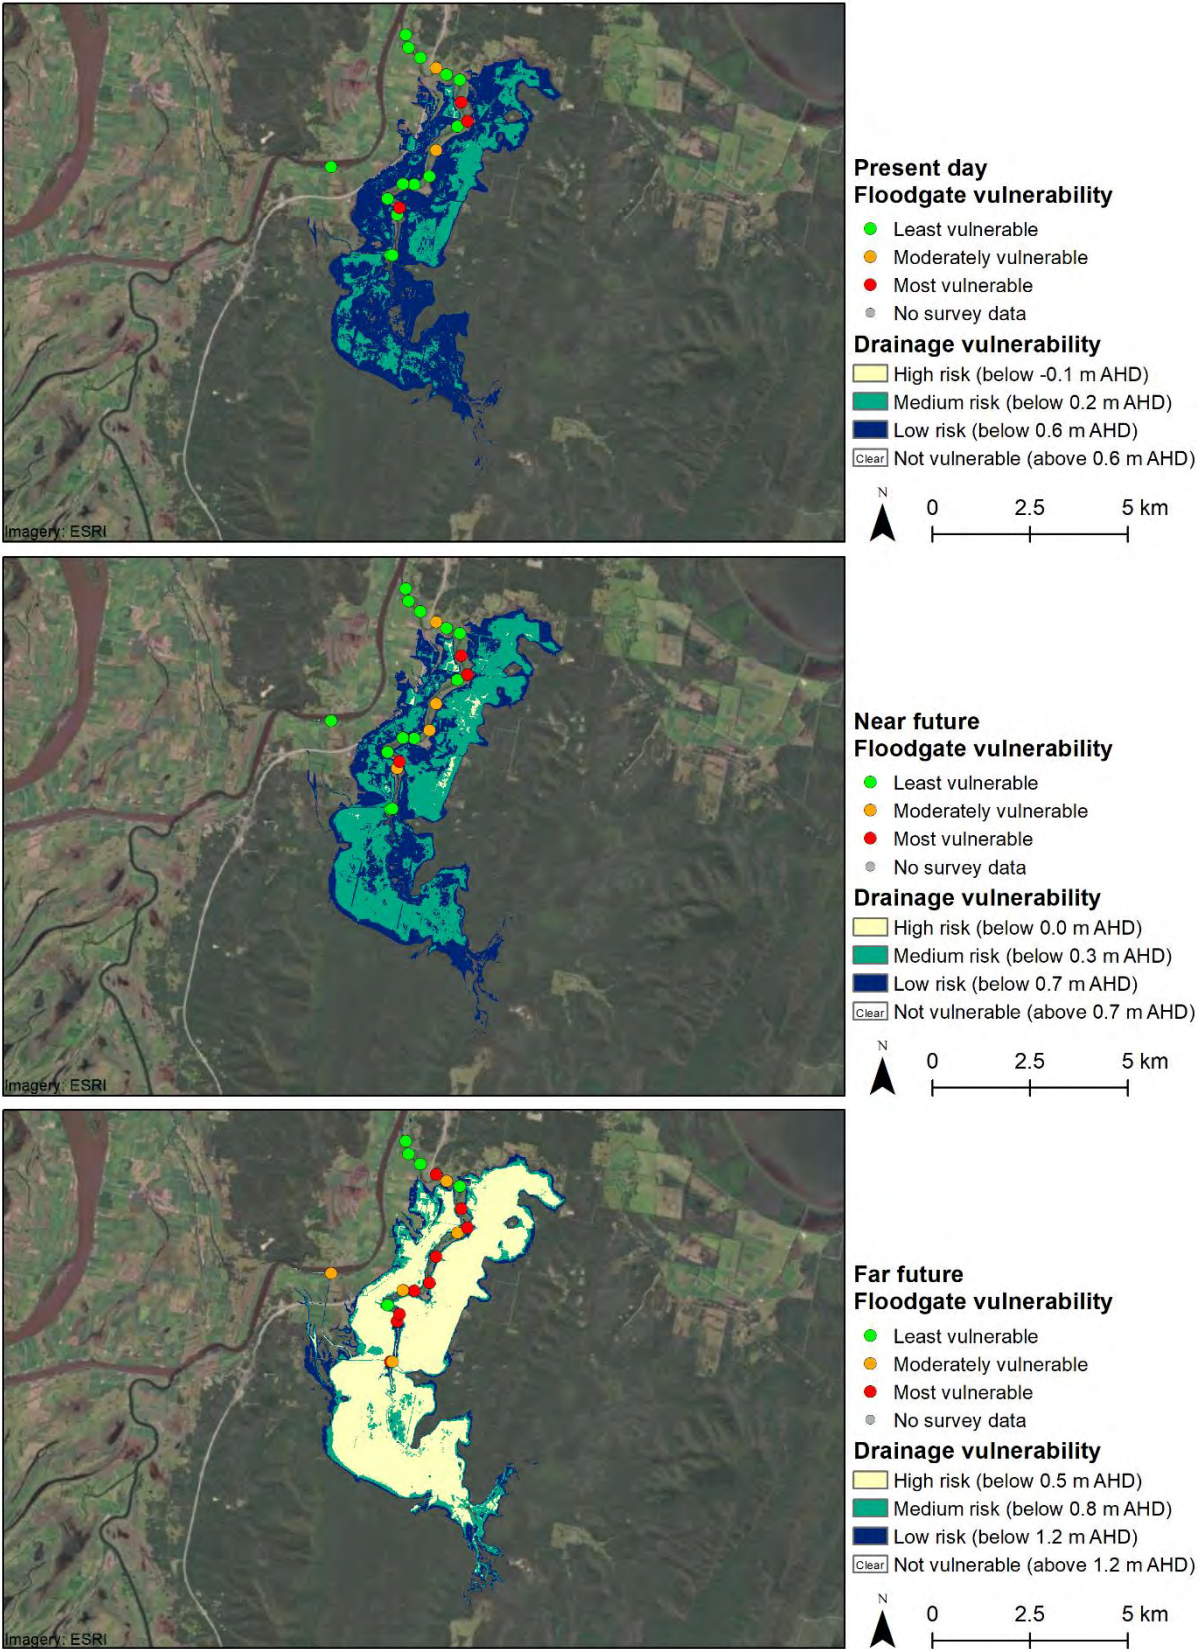 Present day
Floodgate vulnerability
Least vulnerable
Moderately vulnerable
Most vulnerable
No survey data
Drainage vulnerability
High risk (below -0.1 m AHD)
Medium risk (below 0.2 m AHD)
Low risk (below 0.6 m AHD)
Clear Not vulnerable (above 0.6 m AHD)
N
0 2.5 5 km
Imagery: ESRI
Near future
Floodgate vulnerability
Least vulnerable
Moderately vulnerable
Most vulnerable
No survey data
Drainage vulnerability
High risk (below 0.0 m AHD)
Medium risk (below 0.3 m AHD)
Low risk (below 0.7 m AHD)
Clear Not vulnerable (above 0.7 m AHD)
N
0 2.5 5 km
Imagery: ESRI
Far future
Floodgate vulnerability
Least vulnerable
Moderately vulnerable
Most vulnerable
No survey data
Drainage vulnerability
High risk (below 0.5 m AHD)
Medium risk (below 0.8 m AHD)
Low risk (below 1.2 m AHD)
Clear Not vulnerable (above 1.2 m AHD)
N
0 2.5 5 km
Imagery: ESRI